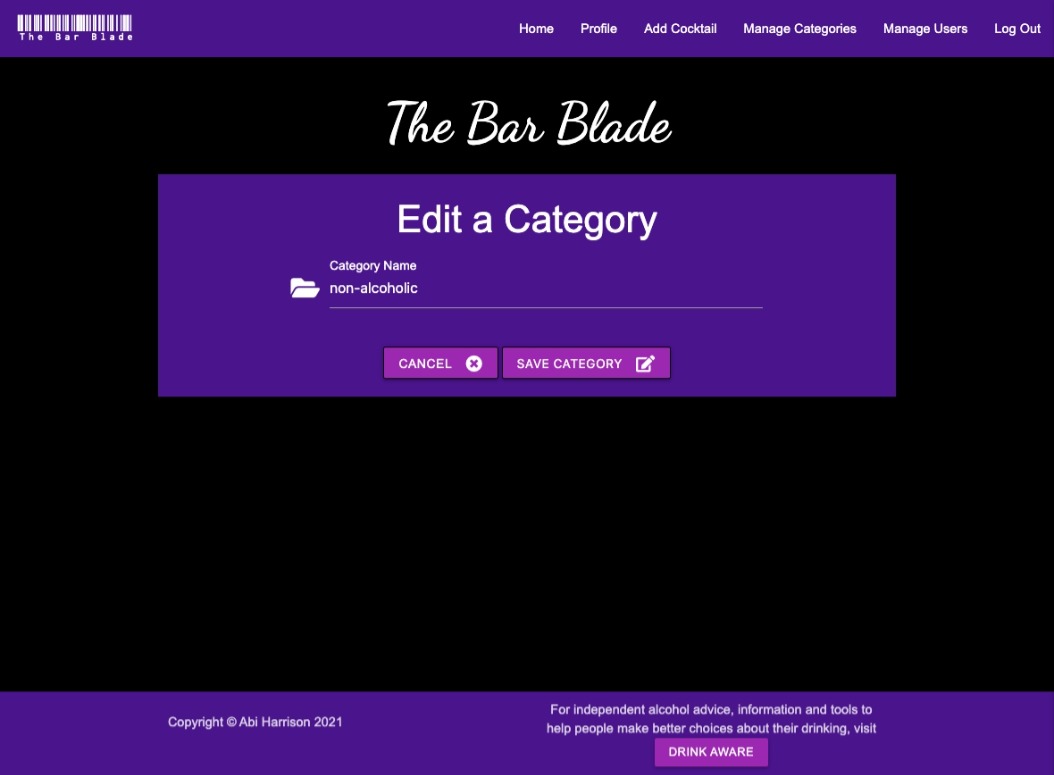 The Bar Blade
Home Profile Add Cocktail Manage Categories Manage Users Log Out
The Bar Blade
Edit a Category
Category Name
non-alcoholic
CANCEL SAVE CATEGORY
Copyright © Abi Harrison 2021
For independent alcohol advice, information and tools to
help people make better choices about their drinking, visit
DRINK AWARE